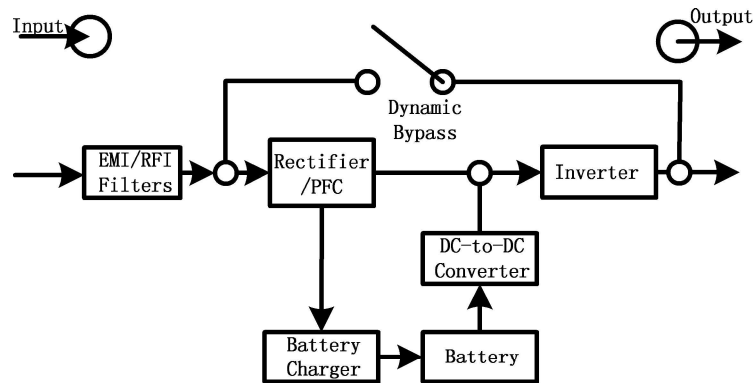 Input
Output
Dynamic
Bypass
EMI/RFI
Filters
Rectifier
/PFC
Inverter
DC-to-DC
Converter
Battery
Charger
Battery